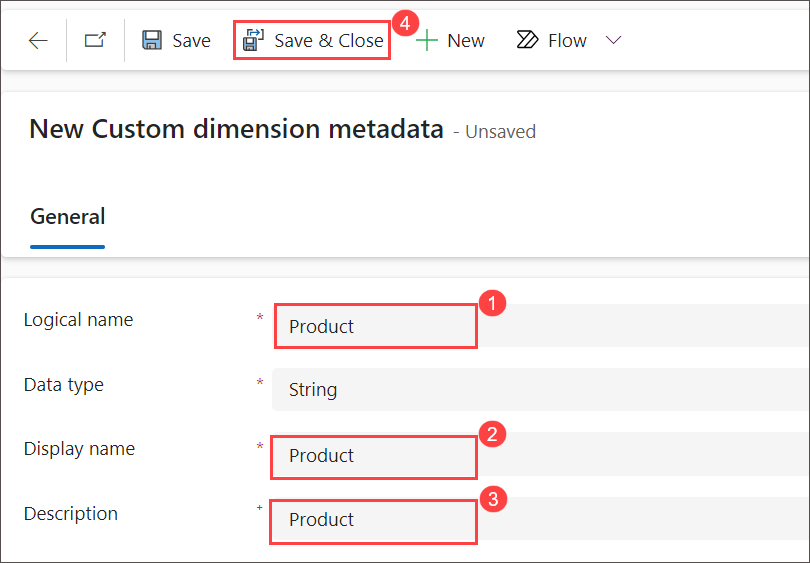 Save Save & Close 4 New Flow
New Custom dimension metadata - Unsaved
General
1
Logical name * Product
Data type * String
2
Display name * Product
3
Description + Product